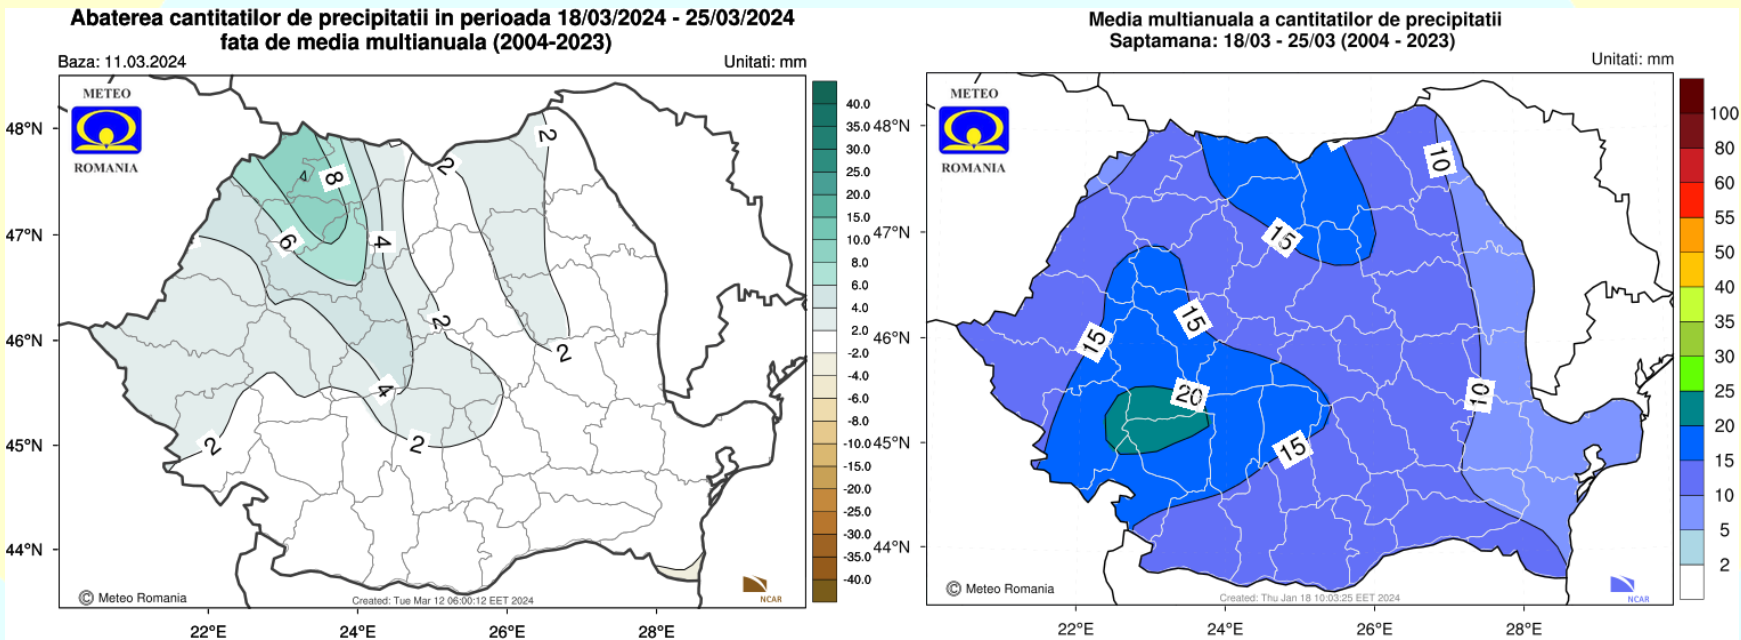 Abaterea cantitatilor de precipitatii in perioada 18/03/2024 - 25/03/2024
fata de media multianuala (2004-2023)
Baza: 11.03.2024
Unitati: mm
METEO
ROMANIA
48°N
47°N
46°N
45°N
44°N
22°E
24°E
26°E
28°E
8
6
4
2
2
2
2
4
2
2
40.0
35.0
30.0
25.0
20.0
15.0
10.0
8.0
6.0
4.0
2.0
-2.0
-4.0
-6.0
-8.0
-10.0
-15.0
-20.0
-25.0
-30.0
-35.0
-40.0
© Meteo Romania
Created: Tue Mar 12 06:00:12 EET 2024
NCAR
Media multianuala a cantitatilor de precipitatii
Saptamana: 18/03 - 25/03 (2004 - 2023)
Unitati: mm
METEO
ROMANIA
48°N
47°N
46°N
45°N
44°N
22°E
24°E
26°E
28°E
10
15
15
15
20
10
15
100
80
60
55
50
40
35
30
25
20
15
10
5
2
© Meteo Romania
Created: Thu Jan 18 10:03:25 EET 2024
NCAR